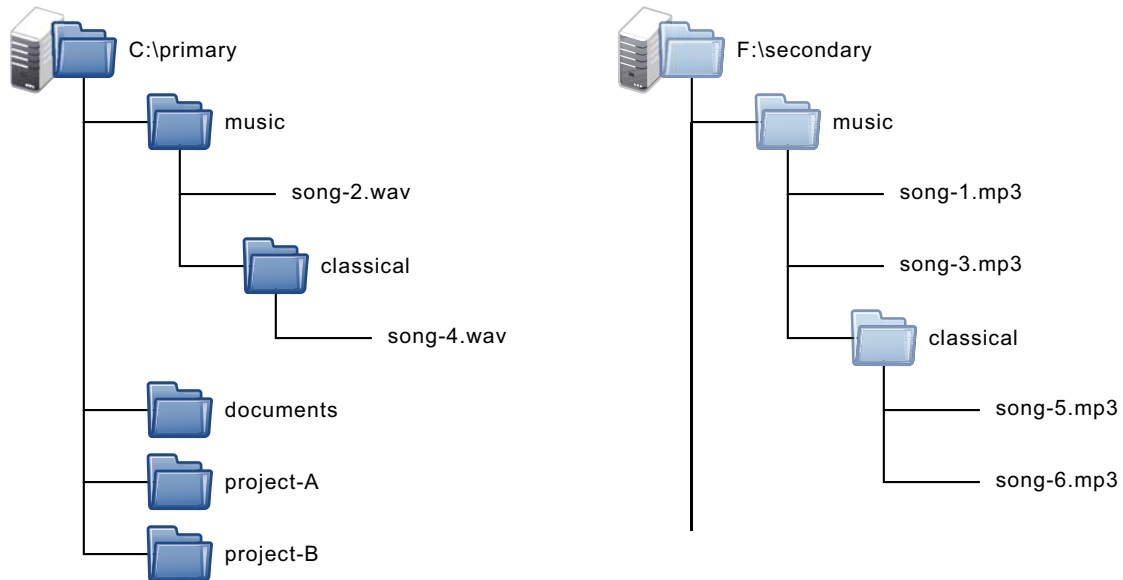 C:\primary
music
song-2.wav
classical
song-4.wav
documents
project-A
project-B
F:\secondary
music
song-1.mp3
song-3.mp3
classical
song-5.mp3
song-6.mp3